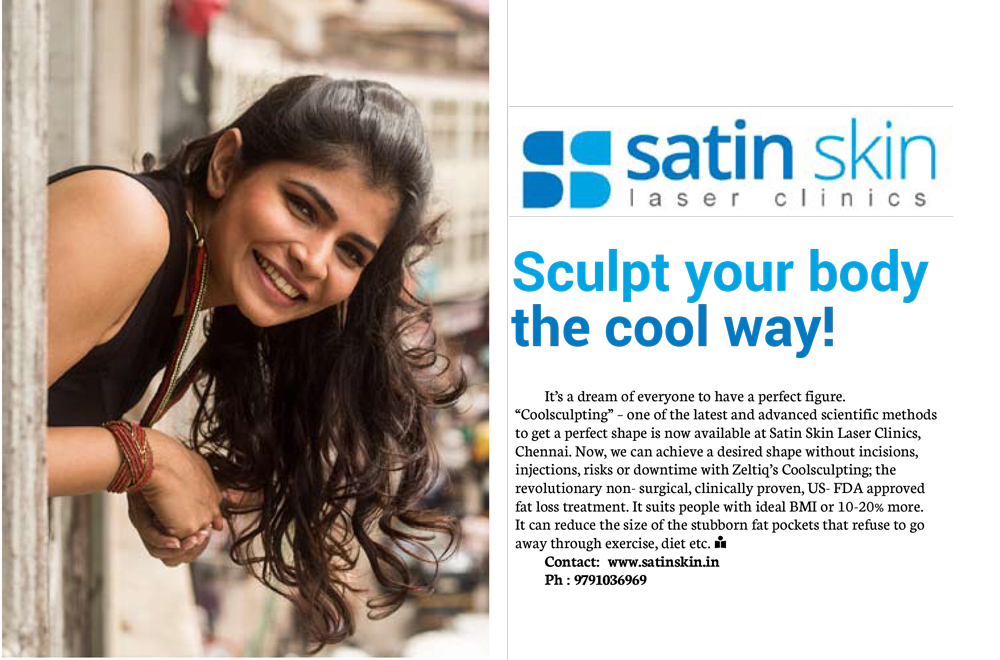 satin skin
laser clinics
Sculpt your body
the cool way!
It's a dream of everyone to have a perfect figure.
“Coolsculpting” – one of the latest and advanced scientific methods
to get a perfect shape is now available at Satin Skin Laser Clinics,
Chennai. Now, we can achieve a desired shape without incisions,
injections, risks or downtime with Zeltiq's Coolsculpting; the
revolutionary non- surgical, clinically proven, US- FDA approved
fat loss treatment. It suits people with ideal BMI or 10-20% more.
It can reduce the size of the stubborn fat pockets that refuse to go
away through exercise, diet etc.
Contact: www.satinskin.in
Ph : 9791036969